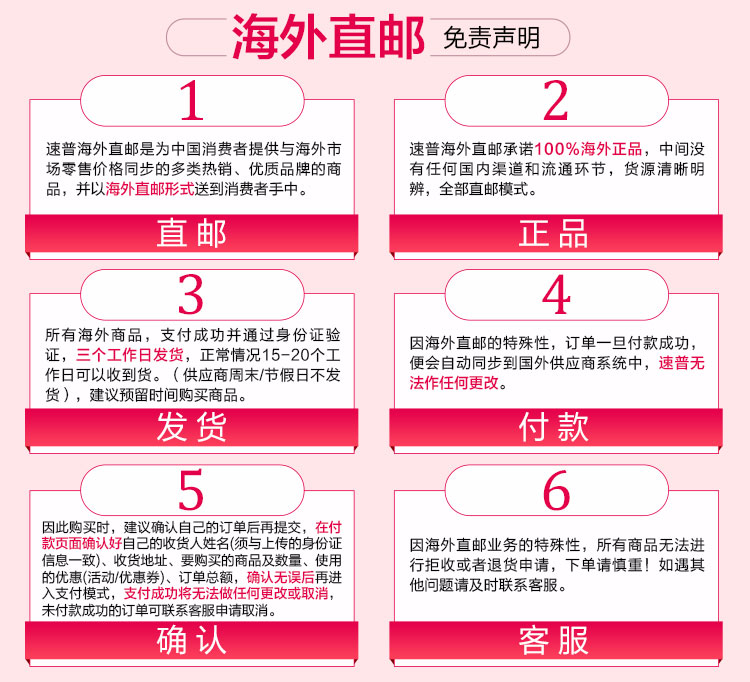 海外直邮 免责声明
1
速普海外直邮是为中国消费者提供与海外市
场零售价格同步的多类热销、优质品牌的商
品，并以海外直邮形式送到消费者手中。
直邮
2
速普海外直邮承诺100%海外正品，中间没
有任何国内渠道和流通环节，货源清晰明
辨，全部直邮模式。
正品
3
所有海外商品，支付成功并通过身份证验
证，三个工作日发货，正常情况15-20个工
作日可以收到货。（供应商周末/节假日不发
货），建议预留时间购买商品。
发货
4
因海外直邮的特殊性，订单一旦付款成功，
便会自动同步到国外供应商系统中，速普无
法作任何更改。
付款
5
因此购买时，建议确认自己的订单后再提交，在付
款页面确认好自己的收货人姓名(须与上传的身份证
信息一致)、收货地址、要购买的商品及数量、使用
的优惠(活动/优惠券)、订单总额，确认无误后再进
入支付模式，支付成功将无法做任何更改或取消，
未付款成功的订单可联系客服申请取消。
确认
6
因海外直邮业务的特殊性，所有商品无法进
行拒收或者退货申请，下单请慎重！如遇其
他问题请及时联系客服。
客服